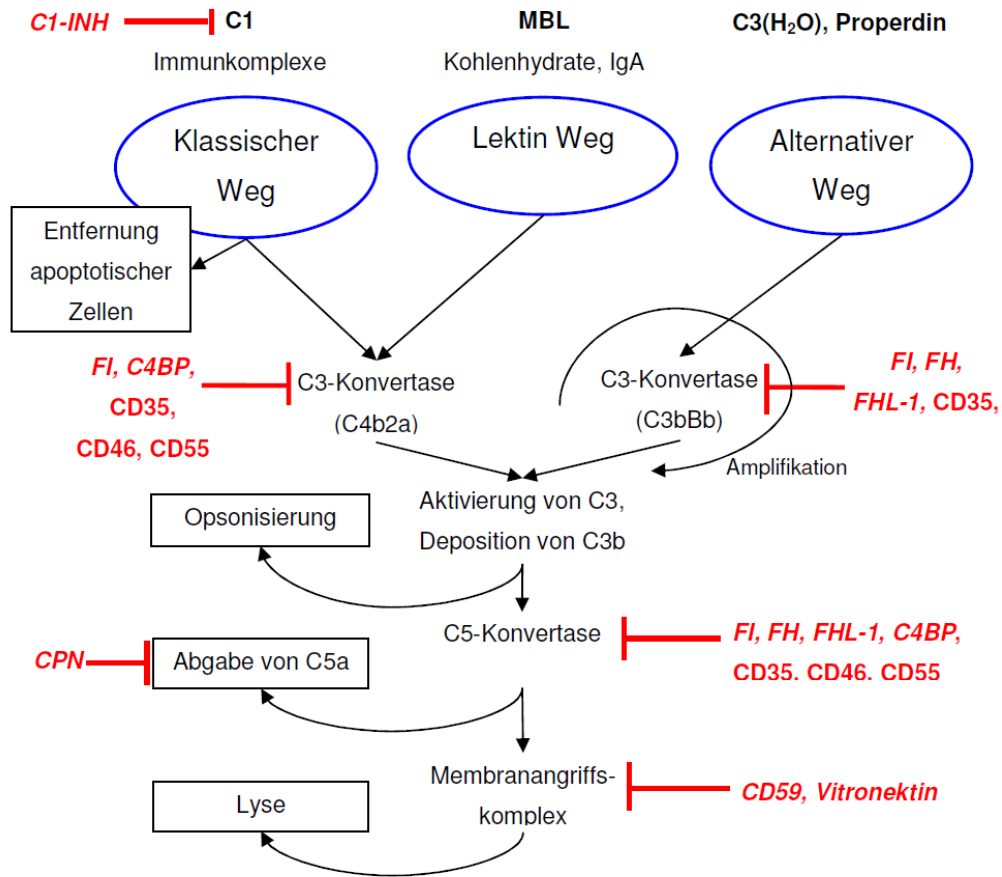 C1-INH
C1
MBL
C3(H₂O), Properdin
Immunkomplexe
Kohlenhydrate, IgA
Klassischer
Weg
Lektin Weg
Alternativer
Weg
Entfernung
apoptotischer
Zellen
FI, C4BP,
CD35,
CD46, CD55
C3-Konvertase
(C4b2a)
C3-Konvertase
(C3bBb)
FI, FH,
FHL-1, CD35,
Amplifikation
Opsonisierung
Aktivierung von C3,
Deposition von C3b
C5-Konvertase
FI, FH, FHL-1, C4BP,
CD35, CD46, CD55
CPN
Abgabe von C5a
Membranangriffs-
komplex
CD59, Vitronektin
Lyse